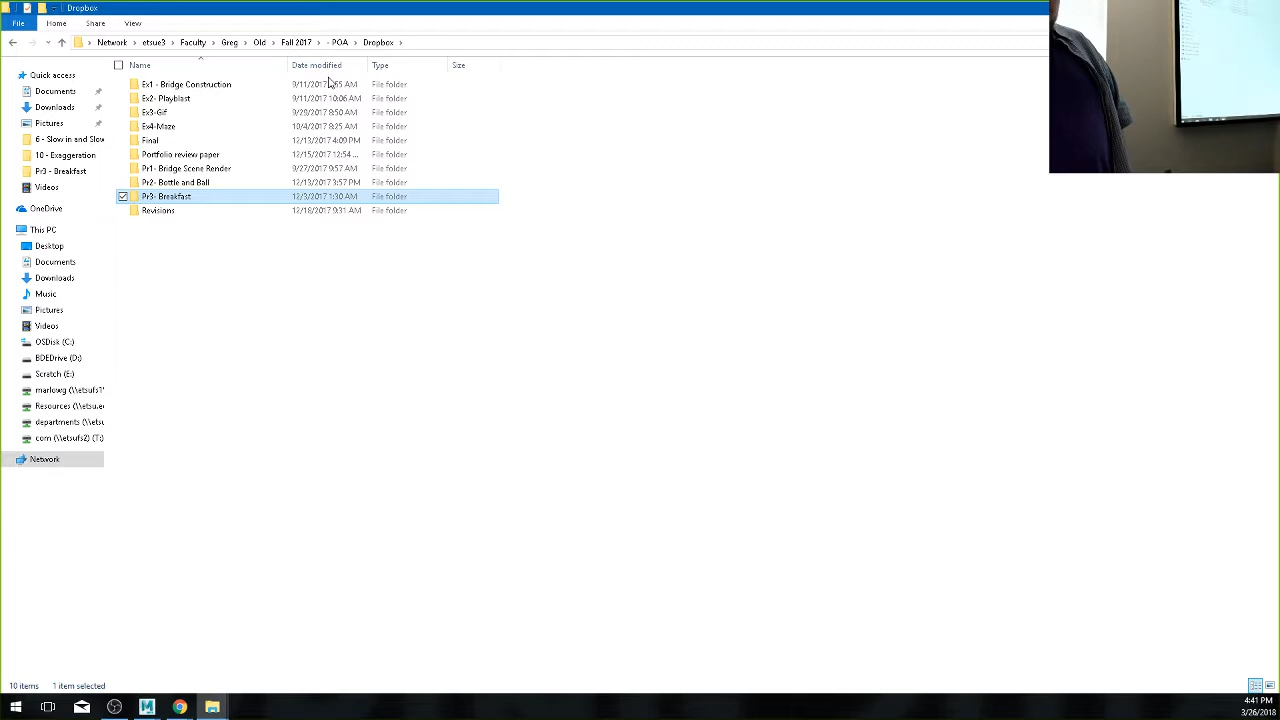 Dropbox
File Home Share View
Network etsue3 Faculty Greg Old Fall 2017 - POA Dropbox
Name Date modified Type Size
Quick access
Documents
Downloads
Pictures
6 - Slow in and Slow
10 - Exaggeration
Pr3 - Breakfast
Videos
OneDrive
This PC
Desktop
Documents
Downloads
Music
Pictures
Videos
OSDisk (C:)
BDEDrive (D:)
Scratch (E:)
marlowg (\\etsufs1'
Resources (\\etsu.ec
departments (\\etsu
com (\\etsufs2) (T:)
Network
Ex1 - Bridge Construction 9/11/2017 AM File folder
Ex2- Playblast 9/11/2017 10:06 AM File folder
Ex3-Gif 9/29/2017 8:50 AM File folder
Ex4-Maze 10/4/2017 8:25 AM File folder
Final 12/13/2017 4:09 PM File folder
Portfolio review paper 12/15/2017 12:54 ... File folder
Pr1- Bridge Scene Render 9/27/2017 9:57 AM File folder
Pr2- Bottle and Ball 12/13/2017 3:57 PM File folder
Pr3- Breakfast 12/3/2017 1:30 AM File folder
Revisions 12/18/2017 9:31 AM File folder
10 items 1 item selected
4:41 PM
3/26/2018